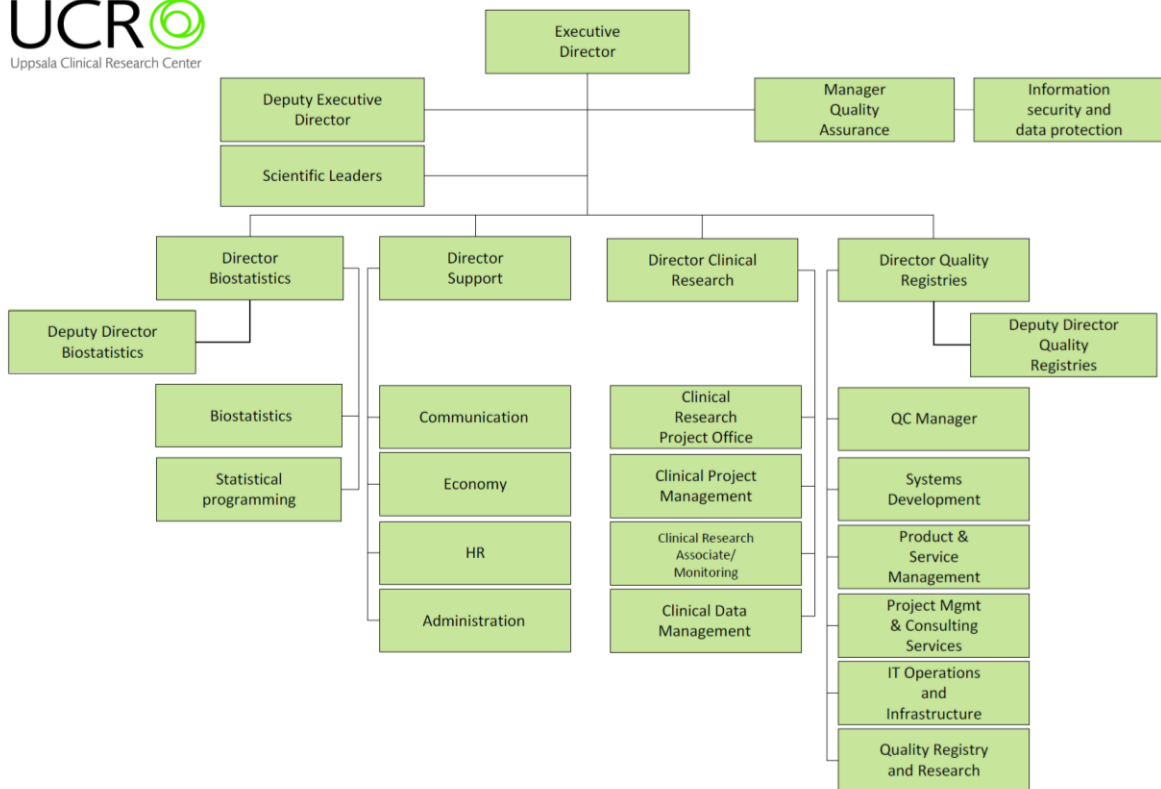 UCR
Uppsala Clinical Research Center
Executive
Director
Deputy Executive
Director
Manager
Quality
Assurance
Information
security and
data protection
Scientific Leaders
Director
Biostatistics
Director
Support
Director Clinical
Research
Director Quality
Registries
Deputy Director
Biostatistics
Deputy Director
Quality
Registries
Biostatistics
Statistical
programming
Communication
Economy
HR
Administration
Clinical
Research
Project Office
Clinical Project
Management
Clinical Research
Associate/
Monitoring
Clinical Data
Management
QC Manager
Systems
Development
Product &
Service
Management
Project Mgmt
& Consulting
Services
IT Operations
and
Infrastructure
Quality Registry
and Research